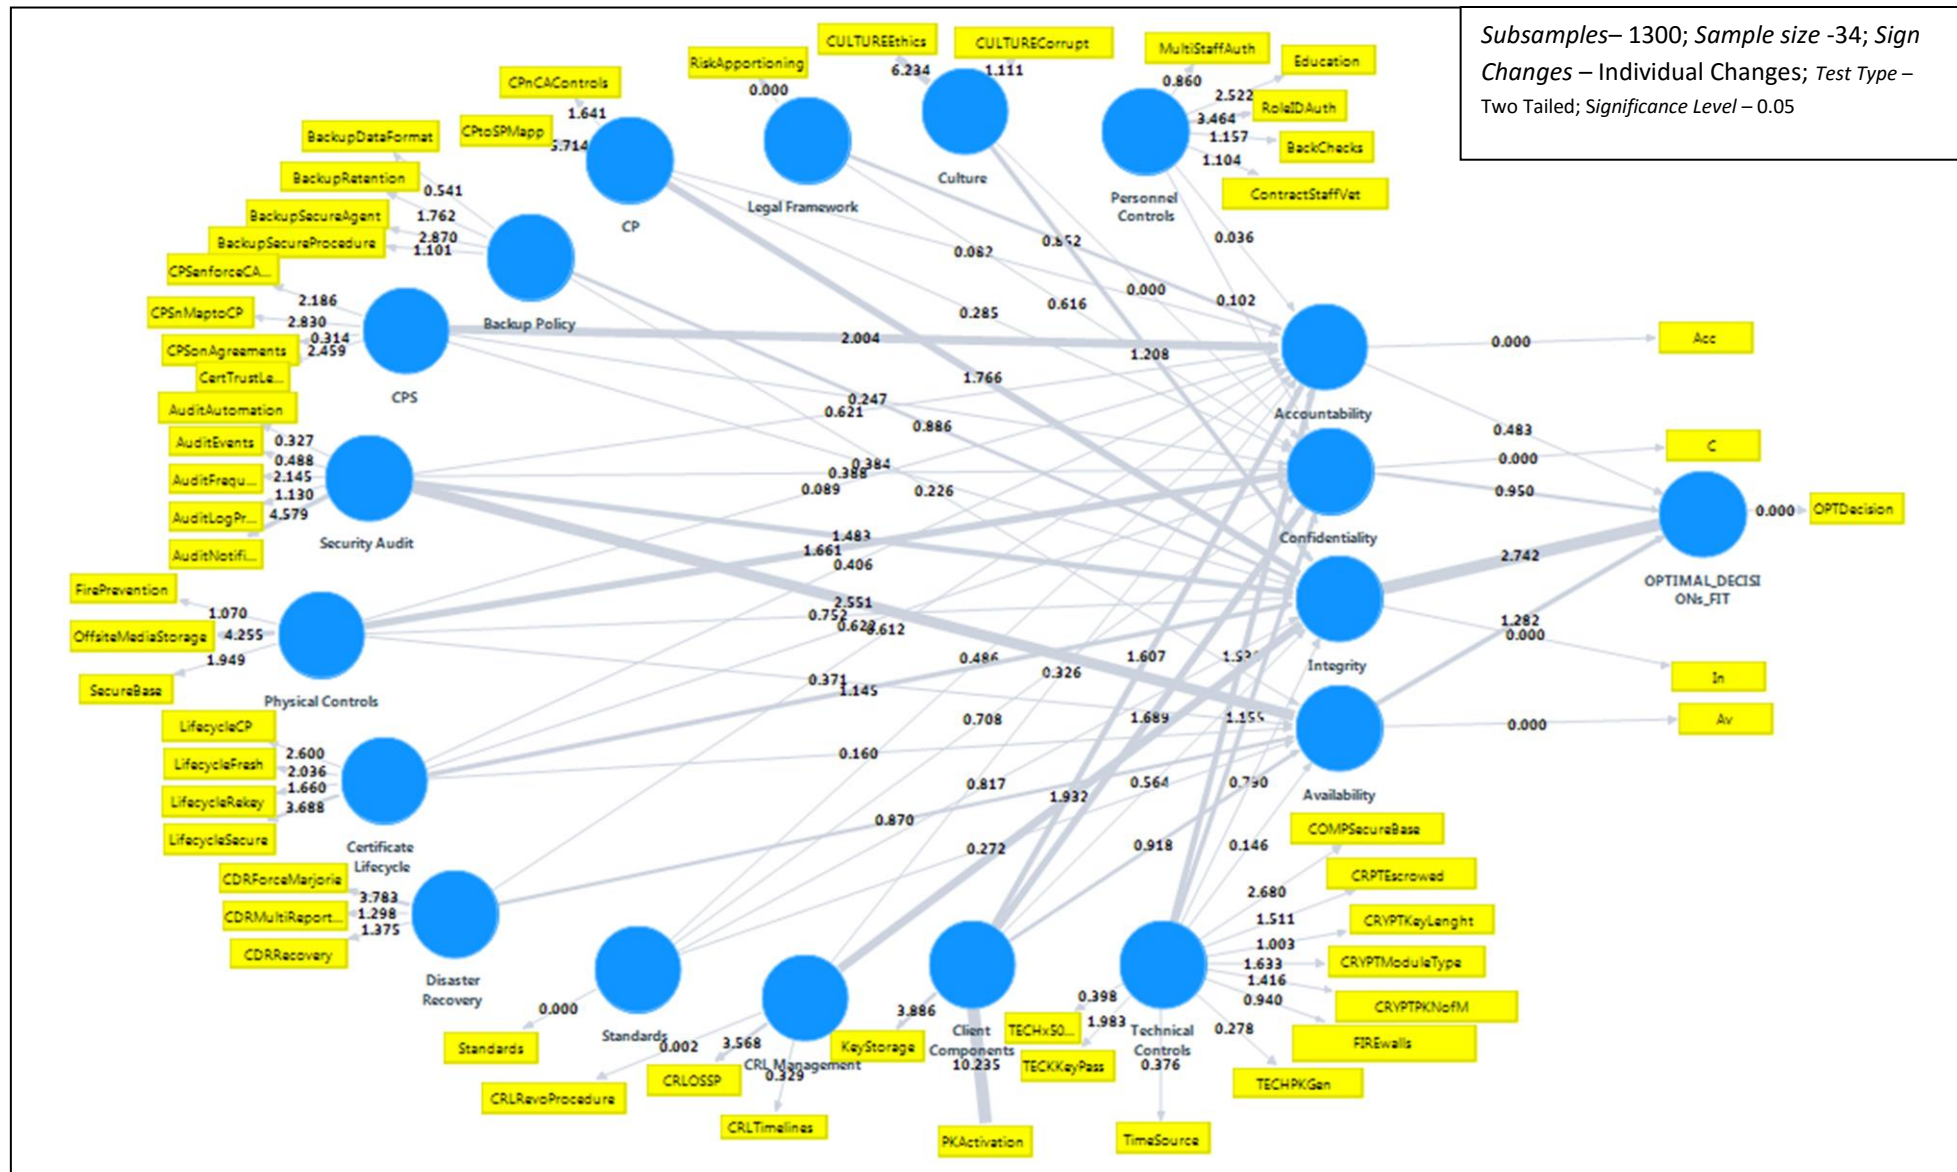 Subsamples– 1300; Sample size -34; Sign
Changes – Individual Changes; Test Type –
Two Tailed; Significance Level – 0.05
CULTUREEthics
CULTURECorrupt
6.234
1.111
Culture
RiskApportioning
0.000
Legal Framework
MultiStaffAuth
Education
RoleIDAuth
BackChecks
ContractStaffVet
0.860
2.522
3.464
1.157
1.104
Personnel
Controls
CPnCAControls
1.641
CPtoSPMapp
5.714
CP
BackupDataFormat
BackupRetention
BackupSecureAgent
BackupSecureProcedure
0.541
1.762
2.870
1.101
Backup Policy
CPSenforceCA...
CPSnMaptoCP
CPSonAgreements
CertTrustLe...
2.186
2.830
0.314
2.459
CPS
AuditAutomation
AuditEvents
AuditFrequ...
AuditLogPr...
AuditNotifi...
0.327
0.488
2.145
1.130
4.579
Security Audit
FirePrevention
OffsiteMediaStorage
SecureBase
1.070
4.255
1.949
Physical Controls
LifecycleCP
LifecycleFresh
LifecycleRekey
LifecycleSecure
2.600
2.036
1.660
3.688
Certificate
Lifecycle
CDRForceMarjorie
CDRMultiReport...
CDRRecovery
3.783
1.298
1.375
Disaster
Recovery
0.000
Standards
Standards
0.002
3.568
0.329
CRL Management
CRLRevoProcedure
CRLOSSP
CRLTimelines
KeyStorage
3.886
Client
Components
10.235
PKActivation
TECHx50...
TECKKeyPass
0.398
1.983
Technical
Controls
0.376
0.278
TimeSource
TECHPKGen
COMPSecureBase
CRPTEscrowed
CRYPTKeyLenght
CRYPTModuleType
CRYPTPKNofM
FIREwalls
2.680
1.511
1.003
1.633
1.416
0.940
0.036
0.082
0.852
0.000
0.102
0.616
0.285
2.004
1.208
1.766
0.247
0.621
0.886
0.384
0.388
0.089
0.226
1.483
1.661
0.406
2.551
0.752
0.612
0.486
1.607
0.326
0.371
1.145
0.708
1.689
1.155
0.160
0.817
1.932
0.564
0.790
0.870
0.272
0.918
0.146
Accountability
Confidentiality
Integrity
Availability
0.000
Acc
0.483
0.000
C
0.950
2.742
1.282
0.000
In
0.000
Av
0.000
OPTDecision
OPTIMAL_DECISI
ONs_FIT